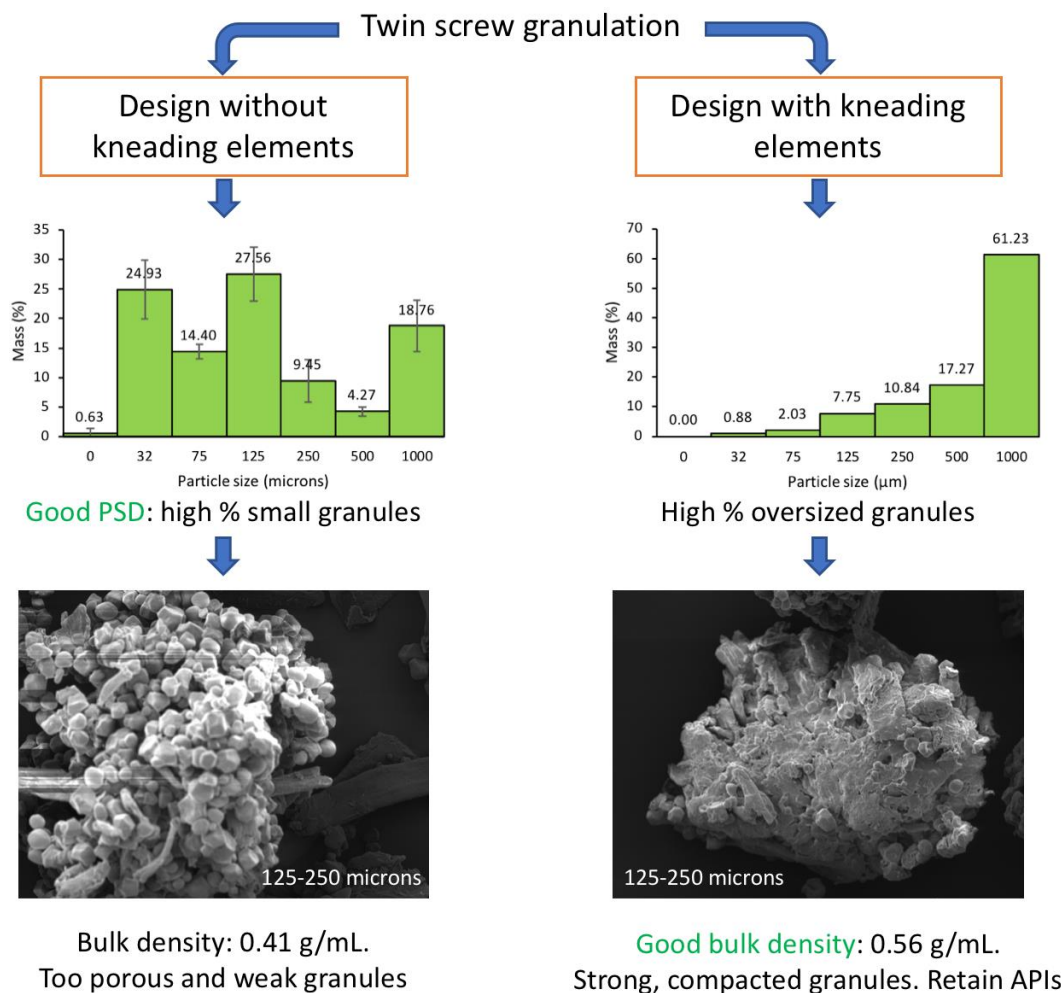 Twin screw granulation
Design without
kneading elements
Design with kneading
elements
35
30
25
20
15
10
5
0
Mass (%)
0.63
24.93
14.40
27.56
9.45
4.27
18.76
0 32 75 125 250 500 1000
Particle size (microns)
70
60
50
40
30
20
10
0
Mass (%)
0.00
0.88
2.03
7.75
10.84
17.27
61.23
0 32 75 125 250 500 1000
Particle size (µm)
Good PSD: high % small granules
High % oversized granules
125-250 microns
125-250 microns
Bulk density: 0.41 g/mL.
Too porous and weak granules
Good bulk density: 0.56 g/mL.
Strong, compacted granules. Retain APIs